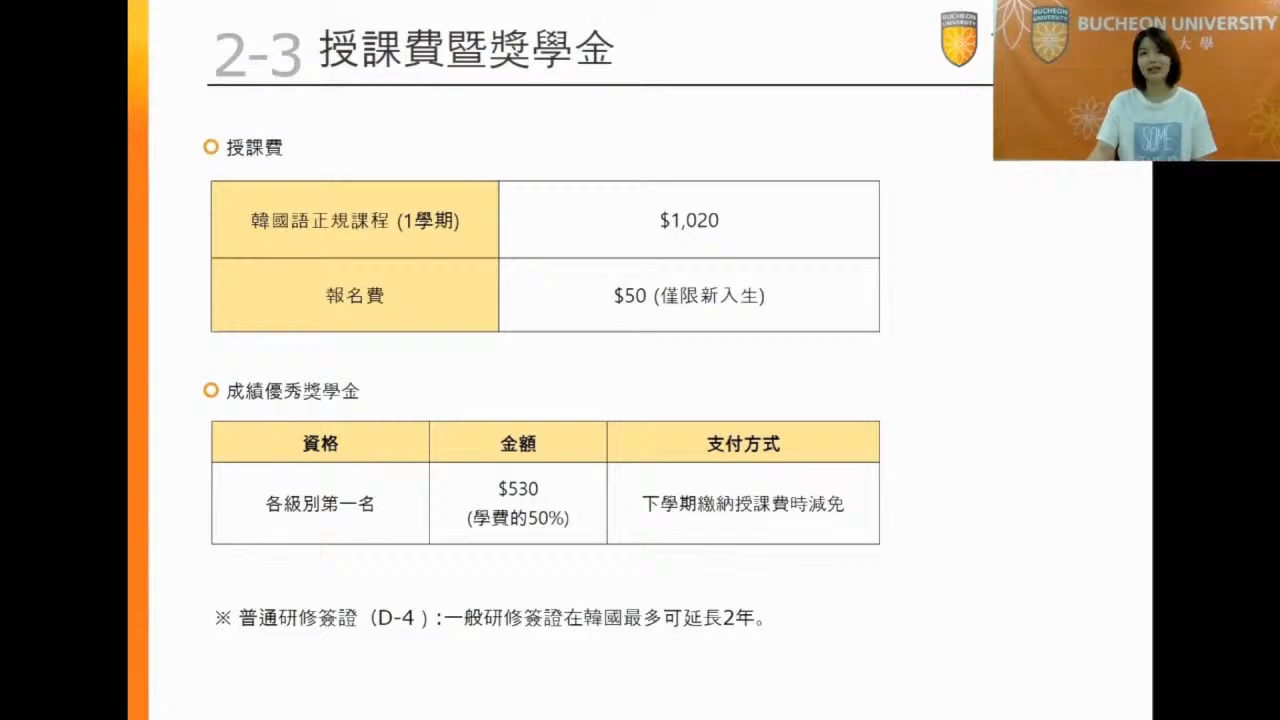 2-3 授課費暨獎學金
BUCHEON
UNIVERSITY
BUCHEON
UNIVERSITY
BUCHEON UNIVERSITY
大學
SOME
授課費
韓國語正規課程 (1學期)
$1,020
報名費
$50 (僅限新入生)
成績優秀獎學金
資格
金額
支付方式
各級別第一名
$530
(學費的50%)
下學期繳納授課費時減免
※ 普通研修簽證（D-4）:一般研修簽證在韓國最多可延長2年。